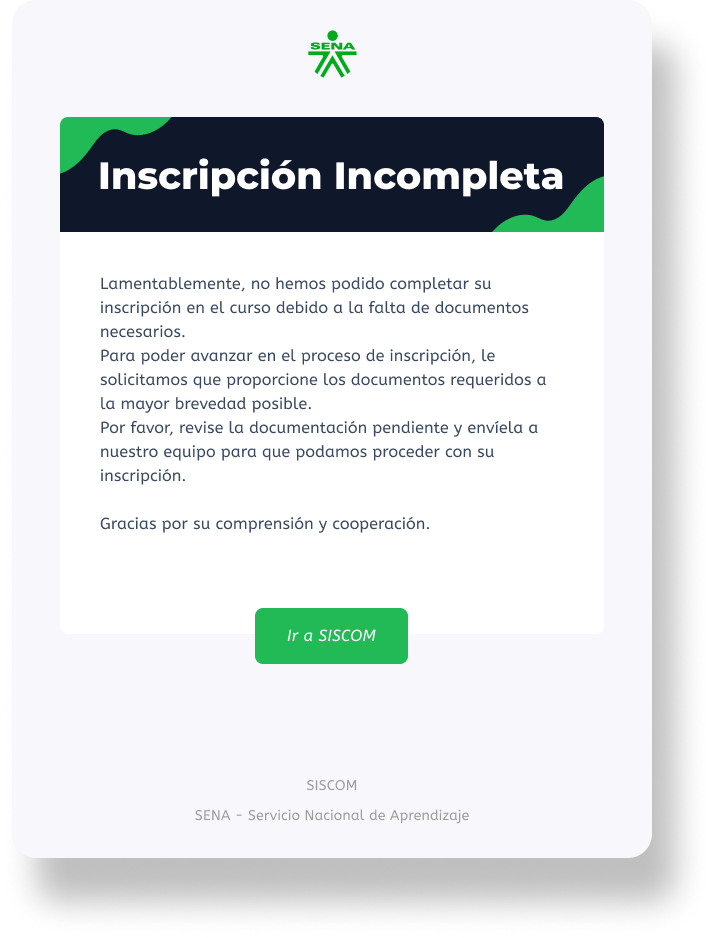 SENA
Inscripción Incompleta
Lamentablemente, no hemos podido completar su
inscripción en el curso debido a la falta de documentos
necesarios.
Para poder avanzar en el proceso de inscripción, le
solicitamos que proporcione los documentos requeridos a
la mayor brevedad posible.
Por favor, revise la documentación pendiente y envíela a
nuestro equipo para que podamos proceder con su
inscripción.
Gracias por su comprensión y cooperación.
Ir a SISCOM
SISCOM
SENA - Servicio Nacional de Aprendizaje